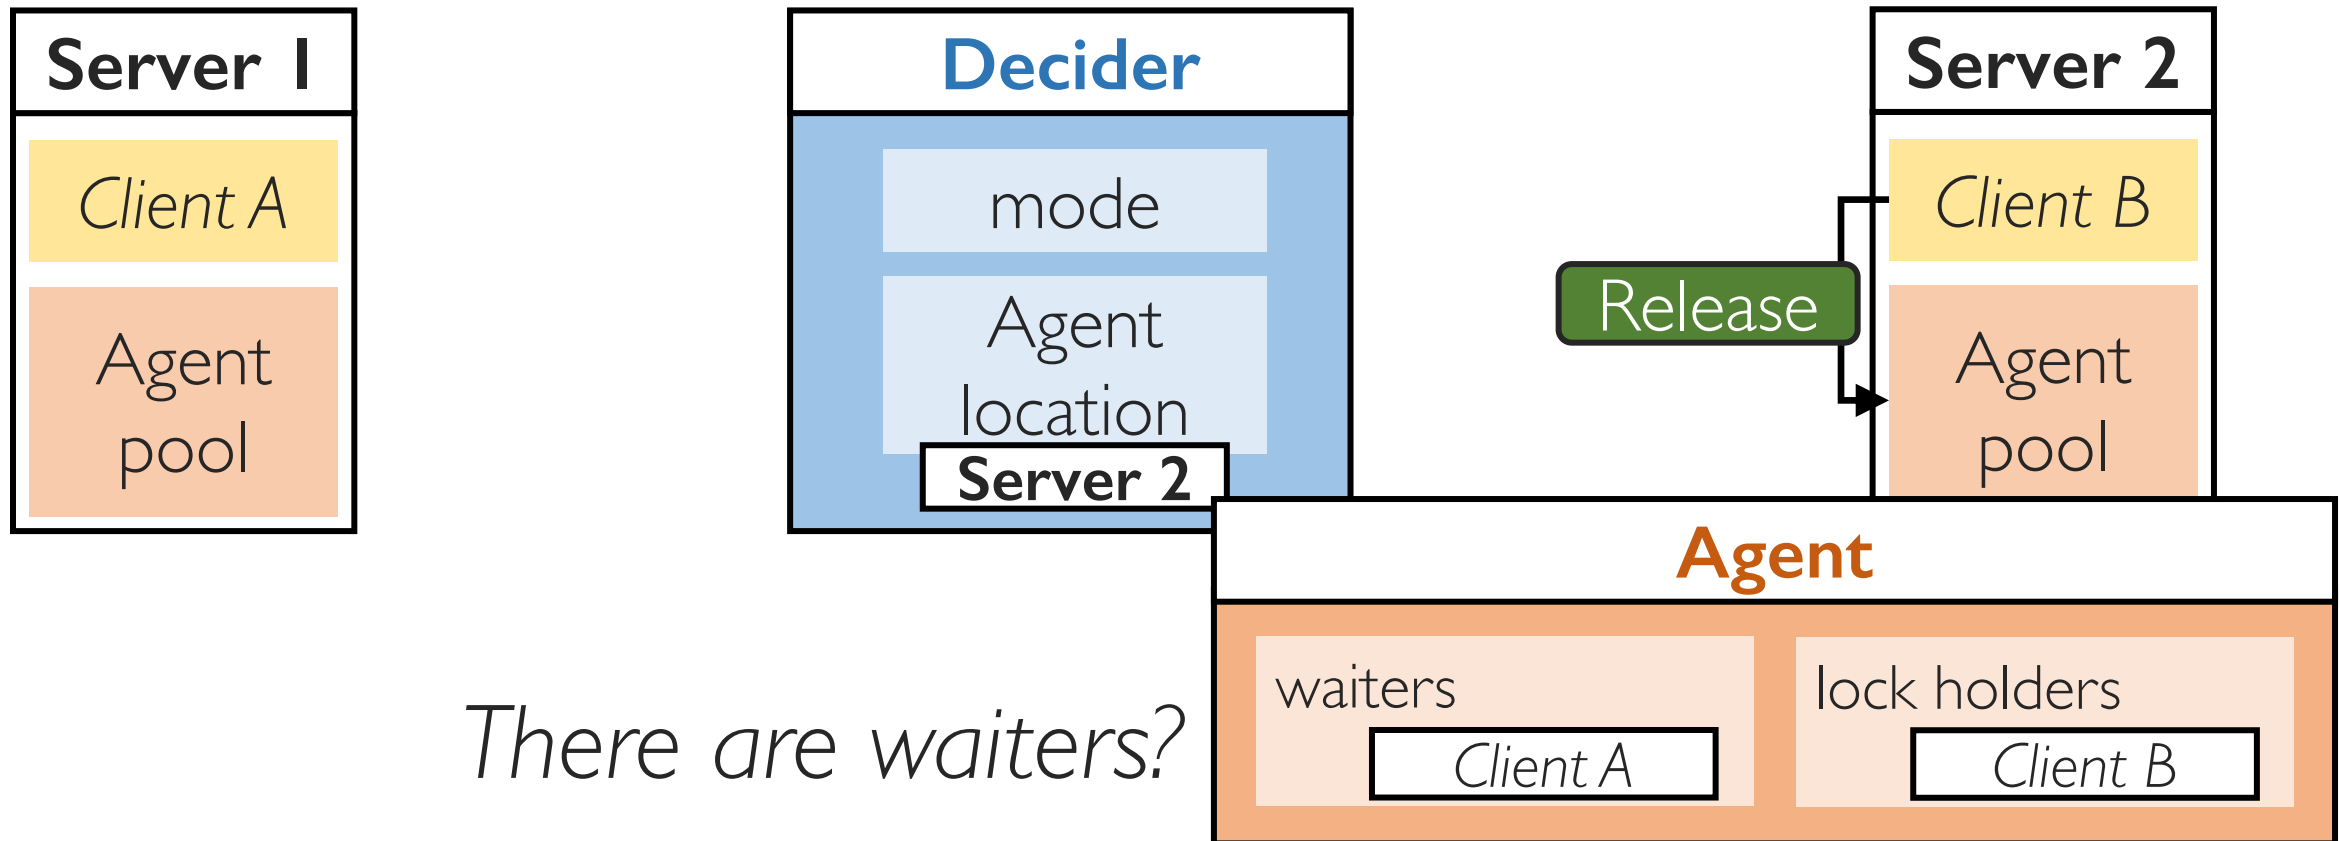 Server 1
Client A
Agent
pool
Decider
mode
Agent
location
Server 2
Server 2
Client B
Release
Agent
pool
Agent
waiters
Client A
lock holders
Client B
There are waiters?